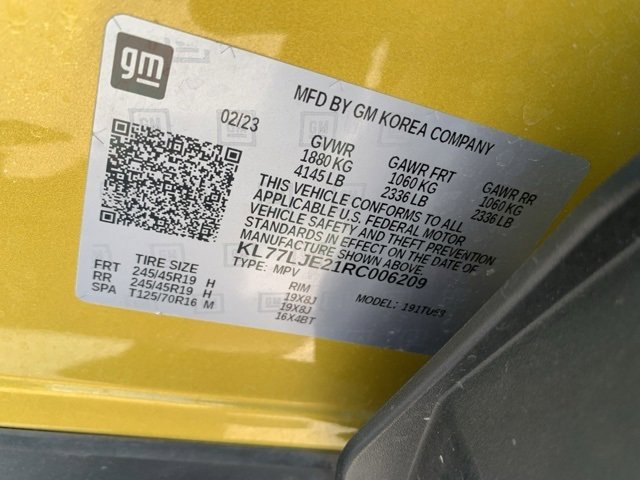 gm
MFD BY GM KOREA COMPANY
02/23
GVWR GAWR FRT GAWR RR
1880 KG 1060 KG 1060 KG
4145 LB 2336 LB 2336 LB
THIS VEHICLE CONFORMS TO ALL
APPLICABLE U.S. FEDERAL MOTOR
VEHICLE SAFETY AND THEFT PREVENTION
STANDARDS IN EFFECT ON THE DATE OF
MANUFACTURE SHOWN ABOVE.
KL77LJE21RC006209
TYPE: MPV
MODEL:
TIRE SIZE RIM
FRT 245/45R19 H 19X8J
RR 245/45R19 H 19X8J
SPA T125/70R16 M 16X4BT